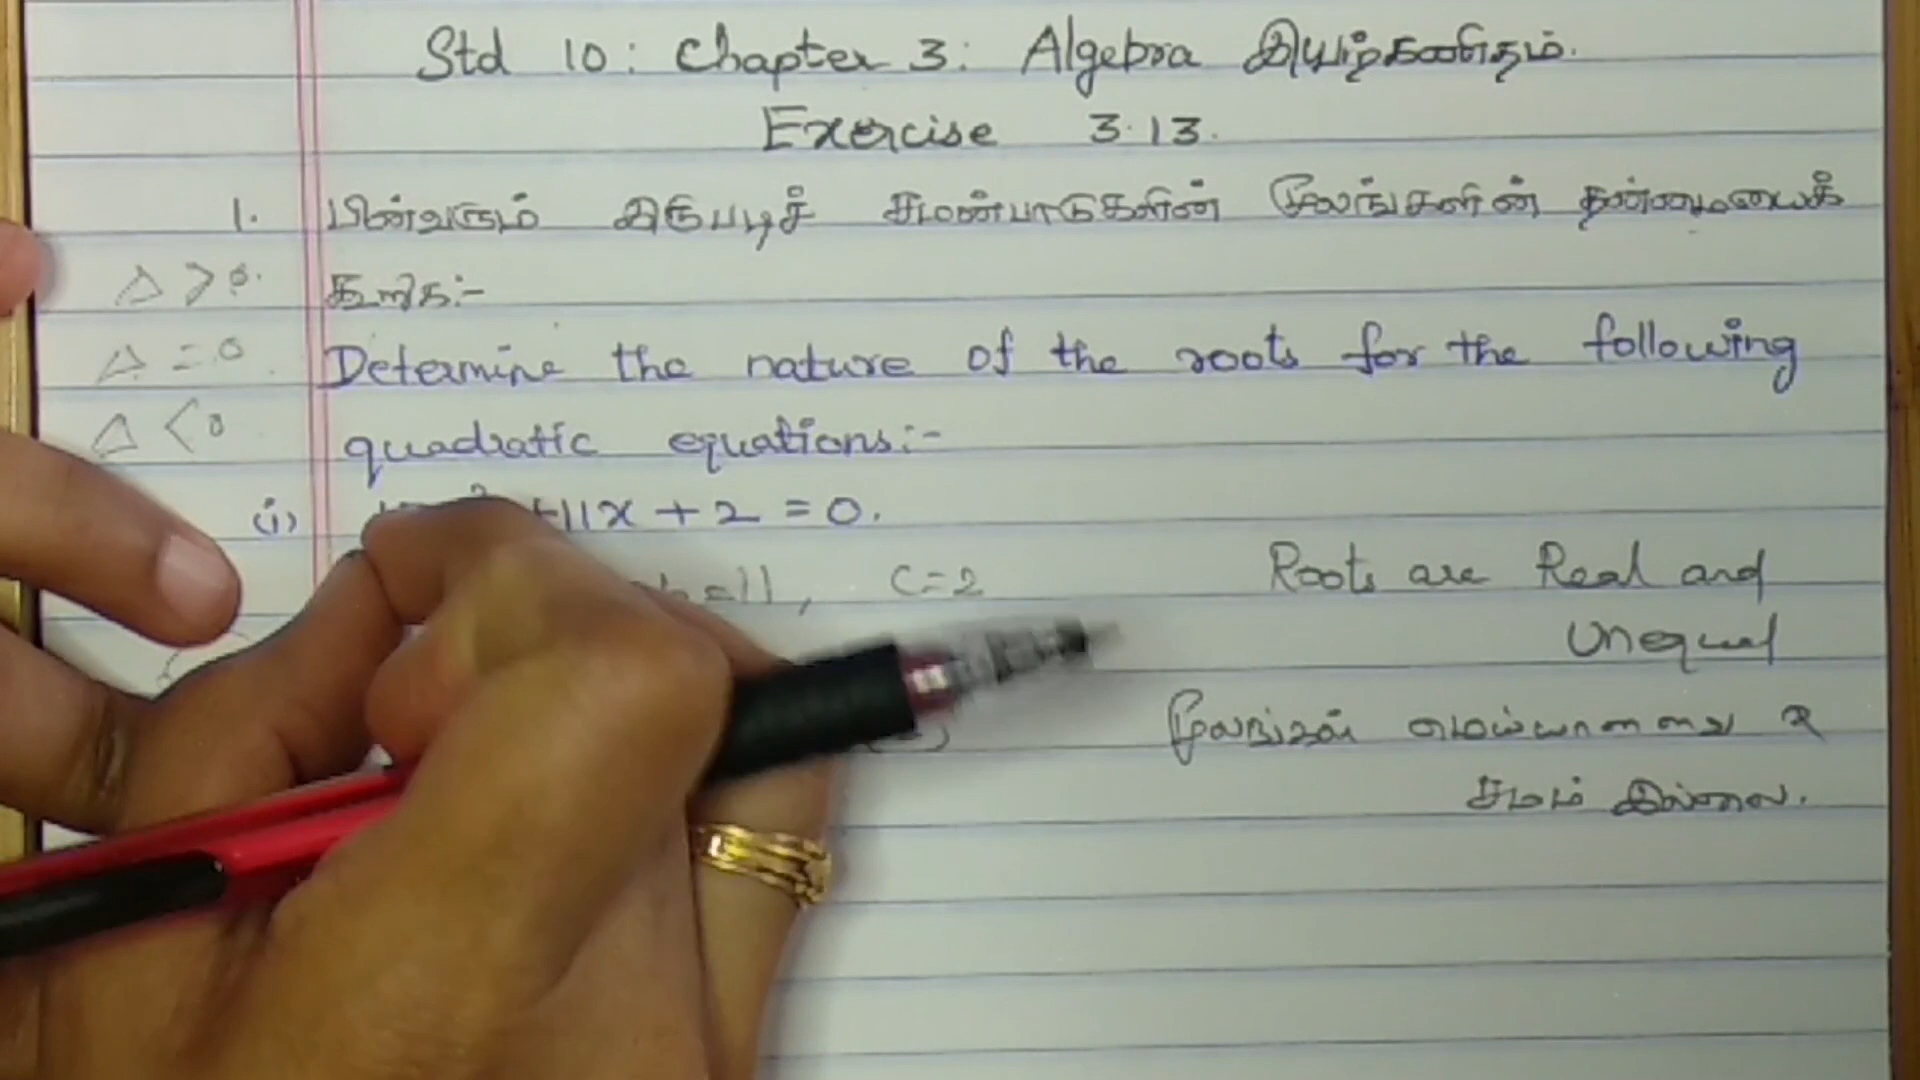 Std 10: Chapter 3: Algebra இயற்கணிதம்.
Exercise 3.13.
1. பின்வரும் இருபடிச் சமன்பாடுகளின் மூலங்களின் தன்மையைக்
Δ > 0. கூறுக:-
Δ = 0. Determine the nature of the roots for the following
Δ < 0 quadratic equations:-
(i) +11x + 2 = 0.
b=11, C=2
Roots are Real and
Unequal
மூலங்கள் மெய்யானவை &
சமம் இல்லை.